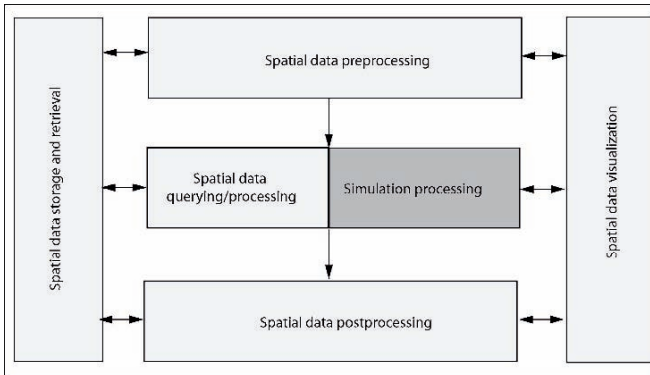 Spatial data storage and retrieval
Spatial data preprocessing
Spatial data
querying/processing
Simulation processing
Spatial data postprocessing
Spatial data visualization